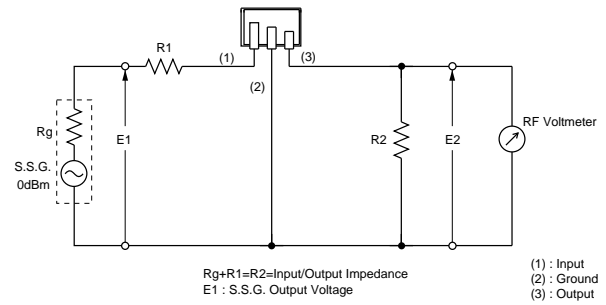 R1
(1)
(3)
(2)
Rg
S.S.G.
0dBm
E1
R2
E2
RF Voltmeter
Rg+R1=R2=Input/Output Impedance
E1 : S.S.G. Output Voltage
(1) : Input
(2) : Ground
(3) : Output